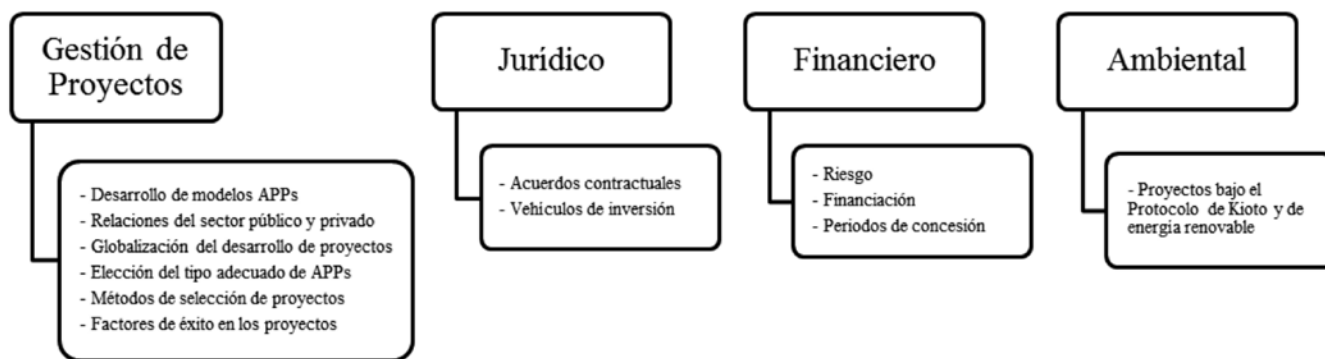 Gestión de
Proyectos
- Desarrollo de modelos APPs
- Relaciones del sector público y privado
- Globalización del desarrollo de proyectos
- Elección del tipo adecuado de APPs
- Métodos de selección de proyectos
- Factores de éxito en los proyectos
Jurídico
- Acuerdos contractuales
- Vehículos de inversión
Financiero
- Riesgo
- Financiación
- Periodos de concesión
Ambiental
- Proyectos bajo el
Protocolo de Kioto y de
energia renovable